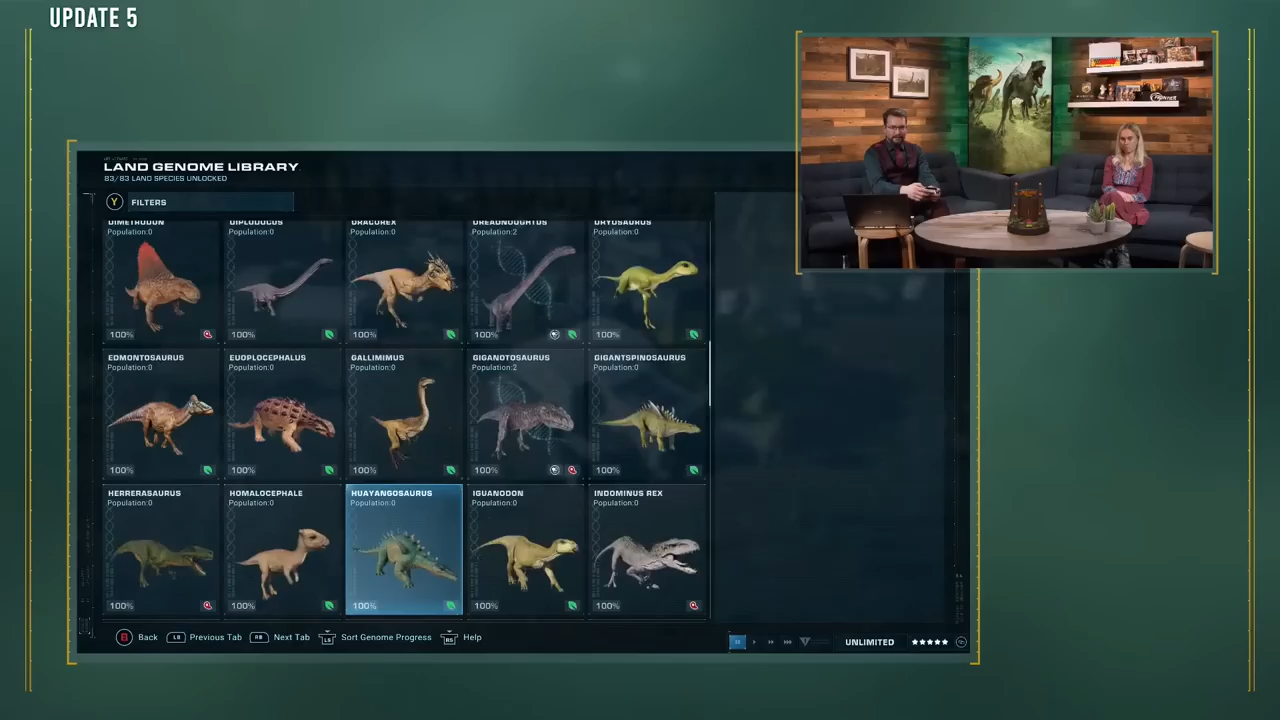 UPDATE 5
LAND GENOME LIBRARY
83/83 LAND SPECIES UNLOCKED
Y FILTERS
DIMETRODON
Population:0
100%
DIPLODOCUS
Population:0
100%
DRACOREX
Population:0
100%
DREADNOUGHTUS
Population:2
100%
DRYOSAURUS
Population:0
100%
EDMONTOSAURUS
Population:0
100%
EUOPLOCEPHALUS
Population:0
100%
GALLIMIMUS
Population:0
100%
GIGANOTOSAURUS
Population:2
100%
GIGANTSPINOSAURUS
Population:0
100%
HERRERASAURUS
Population:0
100%
HOMALOCEPHALE
Population:0
100%
HUAYANGOSAURUS
Population:0
100%
IGUANODON
Population:0
100%
INDOMINUS REX
Population:0
100%
B Back LB Previous Tab RB Next Tab LS Sort Genome Progress RS Help
UNLIMITED